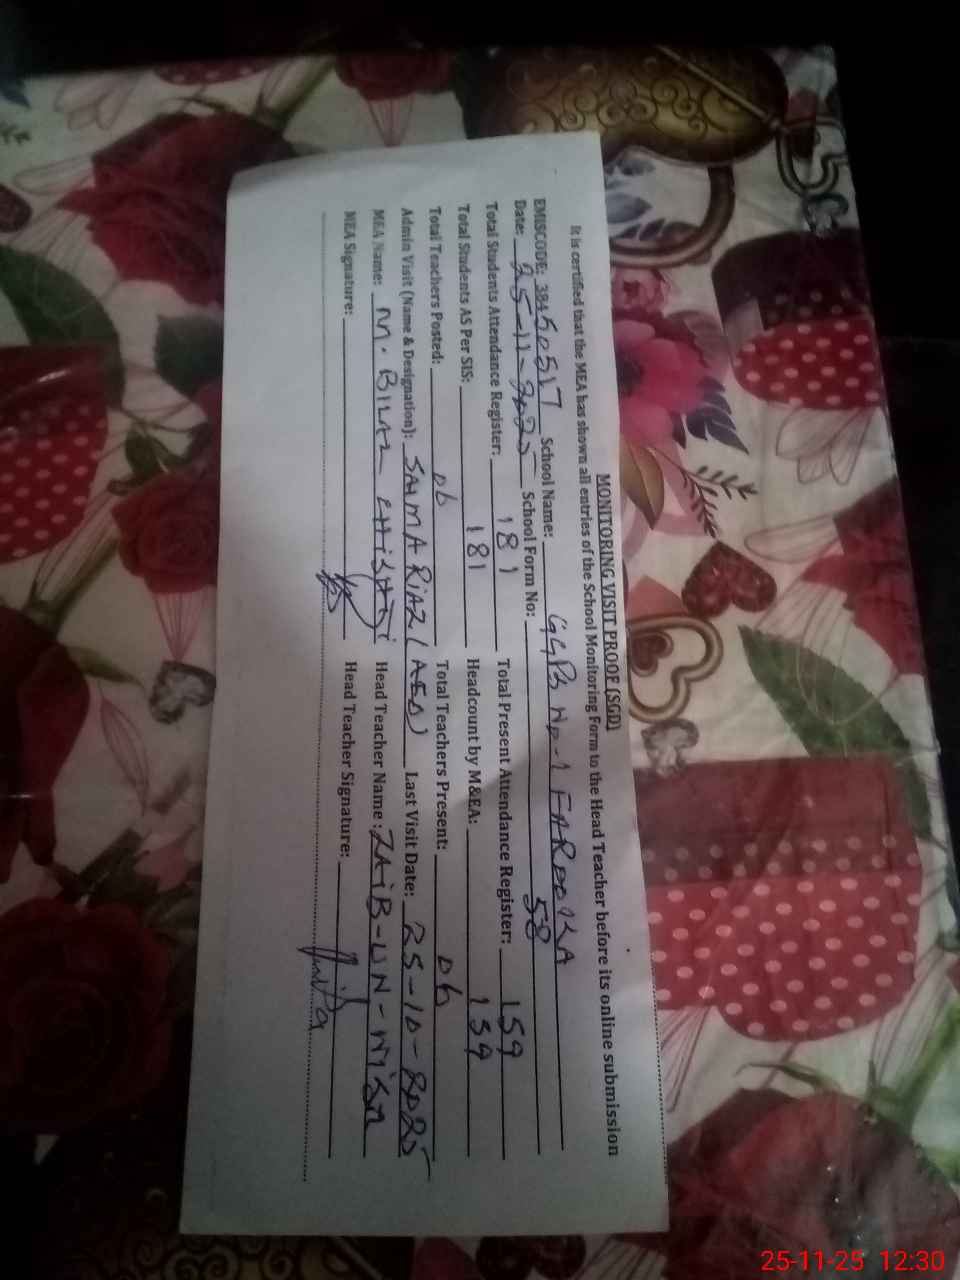 MONITORING VISIT PROOF (SGD)
It is certified that the MEA has shown all entries of the School Monitoring Form to the Head Teacher before its online submission
EMISCODE: 38450517 School Name: GGPS No-1 FAROOKA
Date: 25-11-2025 School Form No: 58
Total Students Attendance Register: 181 Total Present Attendance Register: 159
Total Students AS Per SIS: 181 Headcount by M&EA: 159
Total Teachers Posted: 06 Total Teachers Present: 06
Admin Visit (Name & Designation): SAIMA RIAZ (AEO) Last Visit Date: 25-10-2025
MEA Name: M. BILAL CHISHTI Head Teacher Name: ZAIB-UN-NISA
MEA Signature: Head Teacher Signature:
25-11-25 12:30